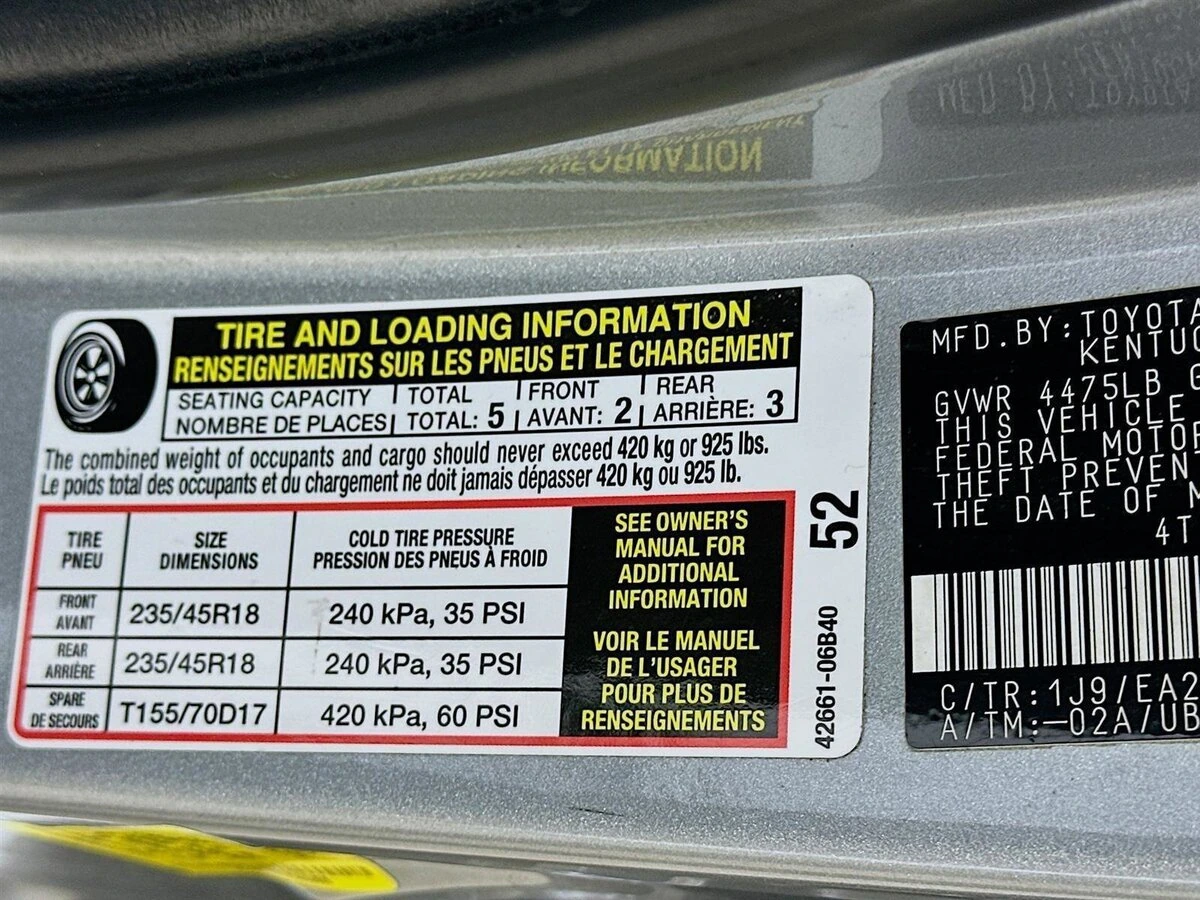 TIRE AND LOADING INFORMATION
RENSEIGNEMENTS SUR LES PNEUS ET LE CHARGEMENT
SEATING CAPACITY TOTAL FRONT REAR
NOMBRE DE PLACES TOTAL: 5 AVANT: 2 ARRIÈRE: 3
The combined weight of occupants and cargo should never exceed 420 kg or 925 lbs.
Le poids total des occupants et du chargement ne doit jamais dépasser 420 kg ou 925 lb.
TIRE PNEU SIZE DIMENSIONS COLD TIRE PRESSURE PRESSION DES PNEUS À FROID
FRONT AVANT 235/45R18 240 kPa, 35 PSI
REAR ARRIÈRE 235/45R18 240 kPa, 35 PSI
SPARE DE SECOURS T155/70D17 420 kPa, 60 PSI
SEE OWNER'S
MANUAL FOR
ADDITIONAL
INFORMATION
VOIR LE MANUEL
DE L'USAGER
POUR PLUS DE
RENSEIGNEMENTS
52
42661-06B40
MFD.BY:TOYOTA
KENTUC
GVWR 4475LB G
THIS VEHICLE
FEDERAL MOTOR
THEFT PREVEN
THE DATE OF M
4T
C/TR:1J9/EA2
A/TM:-02A/UB